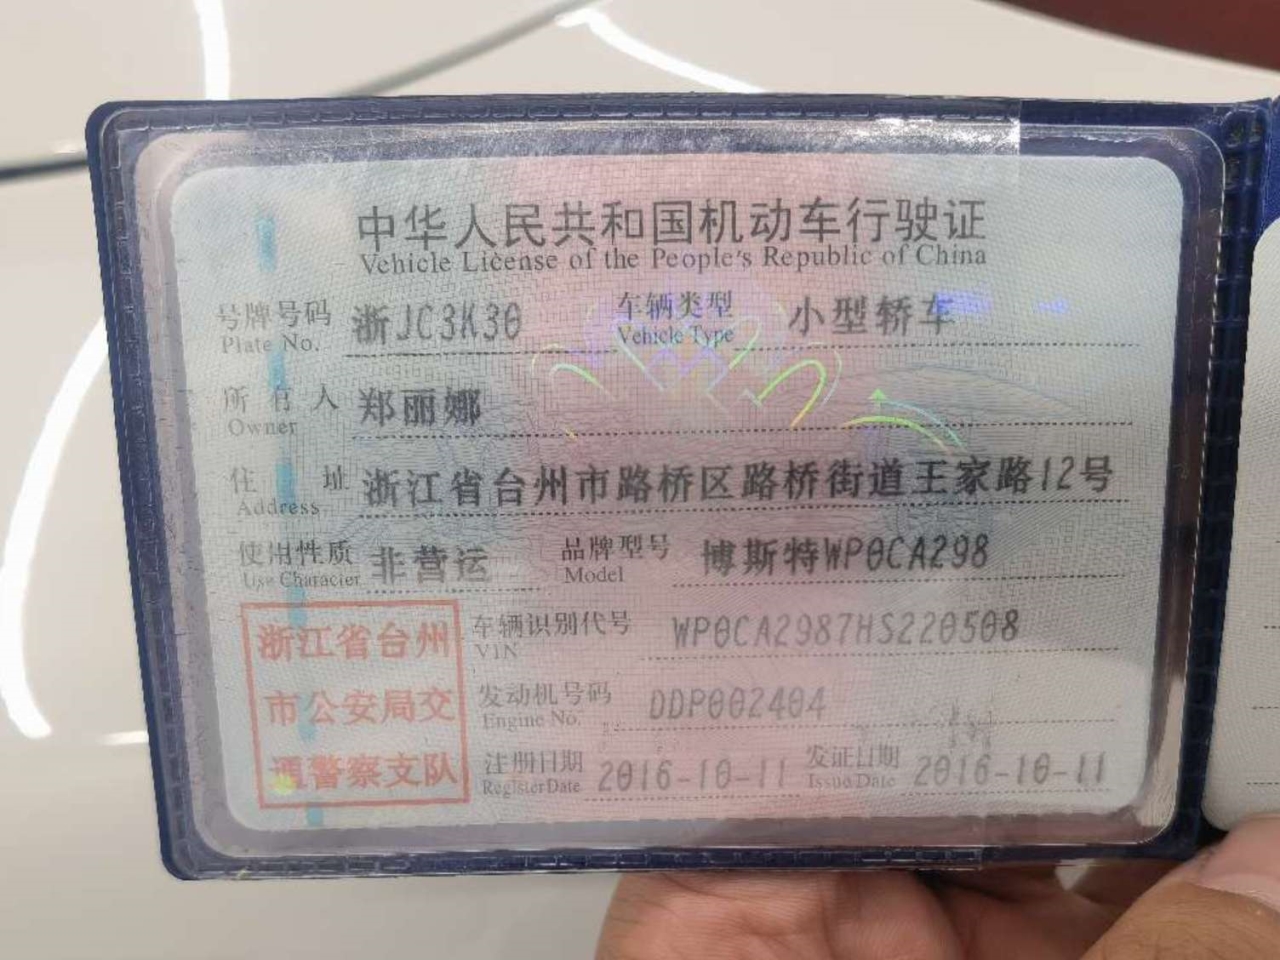 中华人民共和国机动车行驶证
Vehicle License of the People's Republic of China
号牌号码 浙JC3K30 车辆类型 小型轿车
Plate No. Vehicle Type
所有人 郑丽娜
Owner
住址 浙江省台州市路桥区路桥街道王家路12号
Address
使用性质 非营运 品牌型号 博斯特WP0CA298
Use Character Model
浙江省台州
市公安局交
通警察支队
车辆识别代号 WP0CA2987HS220508
VIN
发动机号码 DDP002404
Engine No.
注册日期 2016-10-11 发证日期 2016-10-11
Register Date Issue Date